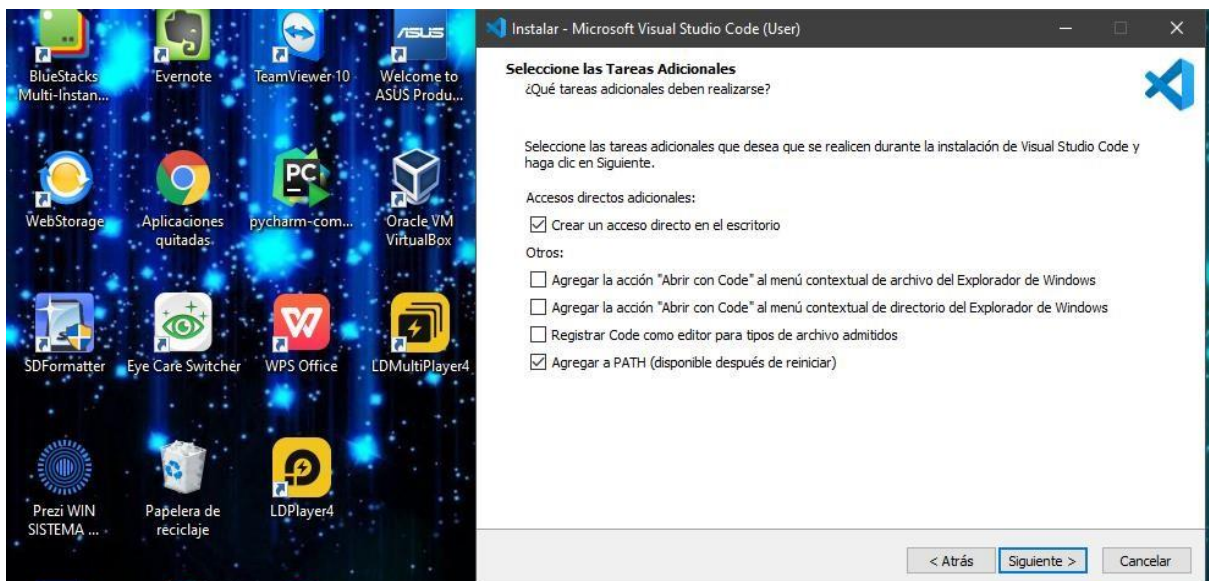 BlueStacks
Multi-Instan...
Evernote
TeamViewer 10
ASUS
Welcome to
ASUS Produ...
WebStorage
Aplicaciones
quitadas
PC
pycharm-com...
Oracle VM
VirtualBox
SDFormatter
Eye Care Switcher
WPS Office
LDMultiPlayer4
Prezi WIN
SISTEMA ...
Papelera de
reciclaje
LDPlayer4
Instalar - Microsoft Visual Studio Code (User)
Seleccione las Tareas Adicionales
¿Qué tareas adicionales deben realizarse?
Seleccione las tareas adicionales que desea que se realicen durante la instalación de Visual Studio Code y
haga clic en Siguiente.
Accesos directos adicionales:
Crear un acceso directo en el escritorio
Otros:
Agregar la acción "Abrir con Code" al menú contextual de archivo del Explorador de Windows
Agregar la acción "Abrir con Code" al menú contextual de directorio del Explorador de Windows
Registrar Code como editor para tipos de archivo admitidos
Agregar a PATH (disponible después de reiniciar)
< Atrás
Siguiente >
Cancelar